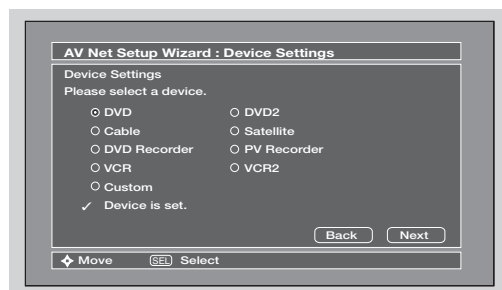 AV Net Setup Wizard : Device Settings
Device Settings
Please select a device.
DVD DVD2
Cable Satellite
DVD Recorder PV Recorder
VCR VCR2
Custom
✓ Device is set.
Back Next
Move SEL Select